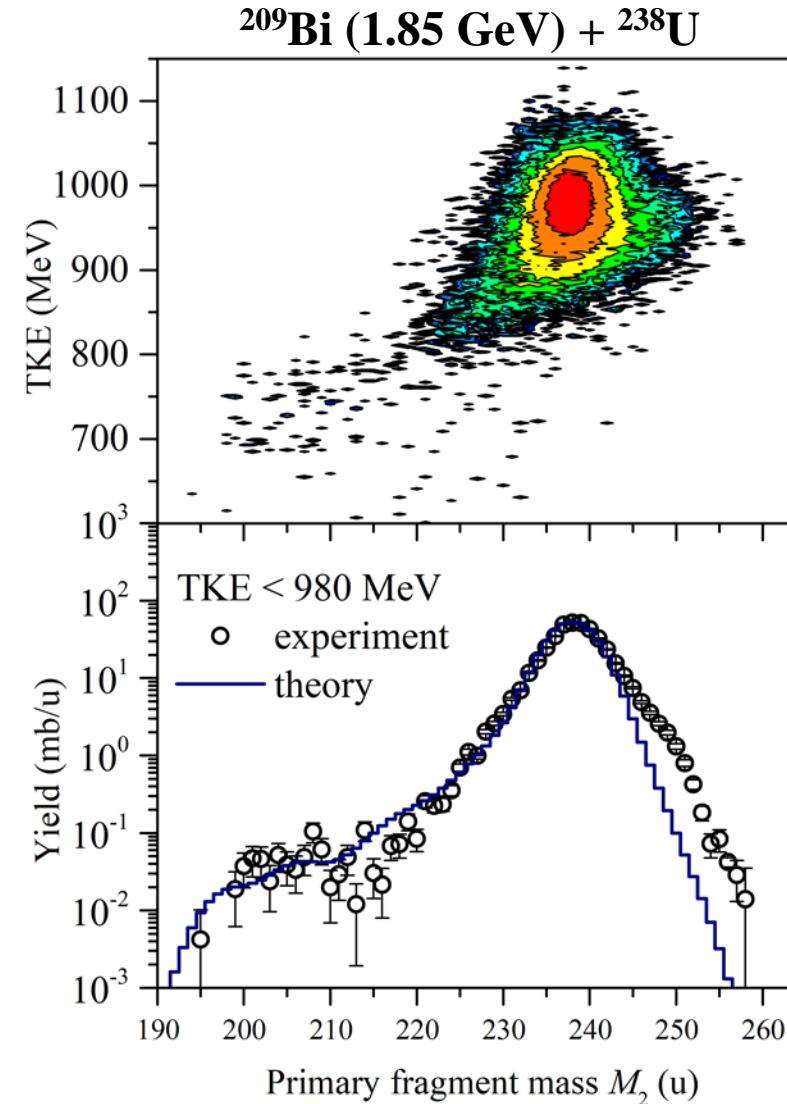 ²⁰⁹Bi (1.85 GeV) + ²³⁸U
1100
1000
900
800
700
TKE (MeV)
10³
10²
10¹
10⁰
10⁻¹
10⁻²
10⁻³
Yield (mb/u)
TKE < 980 MeV
experiment
theory
190 200 210 220 230 240 250 260
Primary fragment mass M₂ (u)